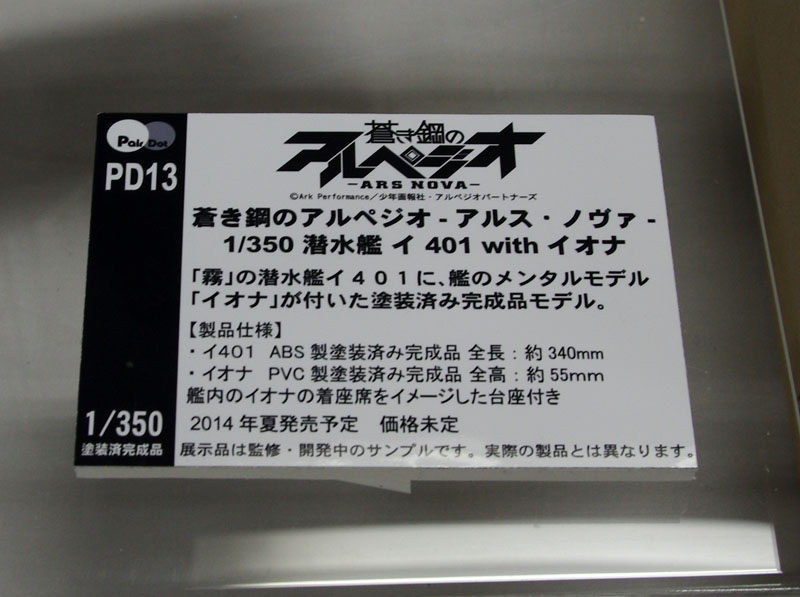 Pair Dot
PD13
蒼き鋼の
アルペジオ
-ARS NOVA-
©Ark Performance／少年画報社・アルペジオパートナーズ
蒼き鋼のアルペジオ - アルス・ノヴァ -
1/350 潜水艦 イ 401 with イオナ
「霧」の潜水艦イ４０１に、艦のメンタルモデル
「イオナ」が付いた塗装済み完成品モデル。
【製品仕様】
・イ401 ABS 製塗装済み完成品 全長：約 340mm
・イオナ PVC 製塗装済み完成品 全高：約 55mm
艦内のイオナの着座席をイメージした台座付き
1/350
塗装済完成品
2014 年夏発売予定 価格未定
展示品は監修・開発中のサンプルです。実際の製品とは異なります。